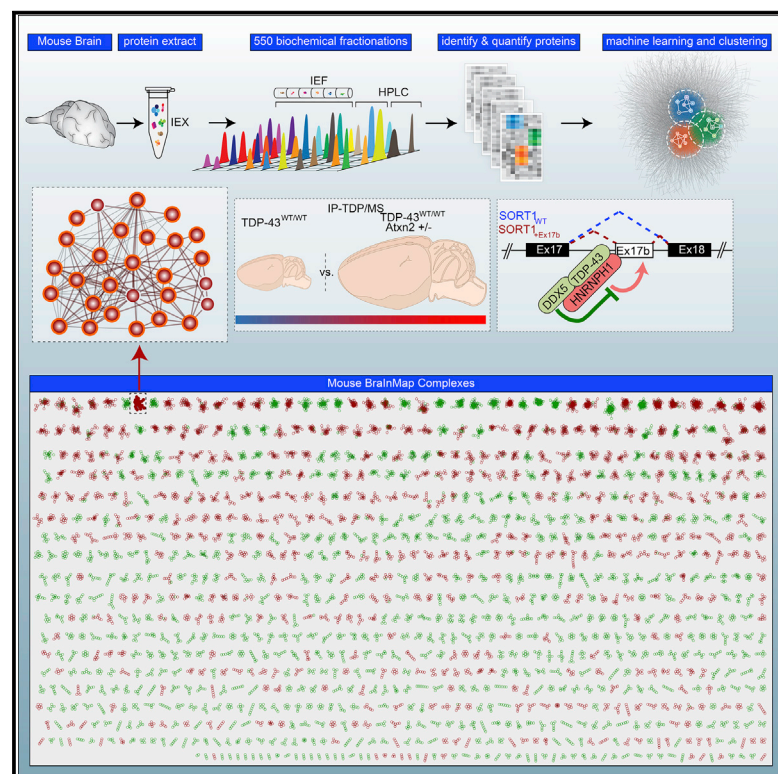 Mouse Brain
protein extract
550 biochemical fractionations
identify & quantify proteins
machine learning and clustering
IEX
IEF
HPLC
IP-TDP/MS
TDP-43WT/WT
TDP-43WT/WT
Atxn2 +/-
vs.
SORT1WT
SORT1+Ex17b
Ex17
Ex17b
Ex18
DDX5
TDP-43
HNRNPH1
Mouse BraInMap Complexes